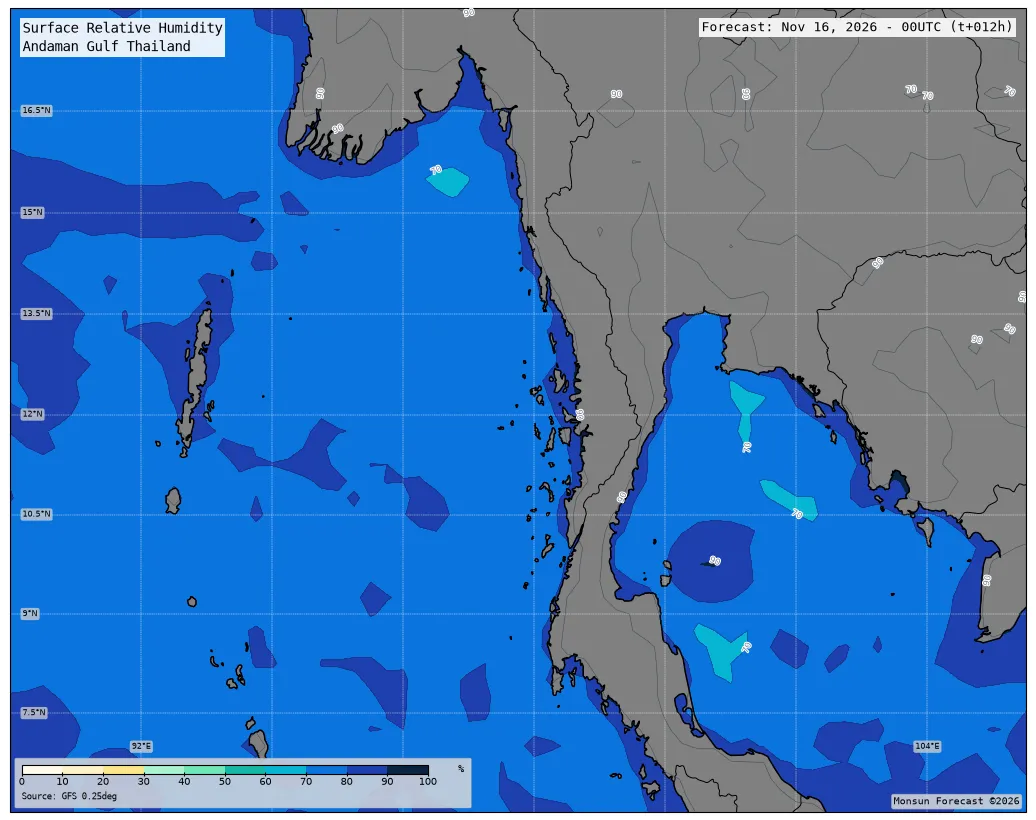 Surface Relative Humidity
Andaman Gulf Thailand
Forecast: Nov 16, 2026 - 00UTC (t+012h)
90
90
90
90
90
70
70
70
70
16.5°N
15°N
90
90
13.5°N
90
90
12°N
90
70
90
70
10.5°N
90
90
9°N
70
7.5°N
92°E
104°E
%
0 10 20 30 40 50 60 70 80 90 100
Source: GFS 0.25deg
Monsun Forecast ©2026